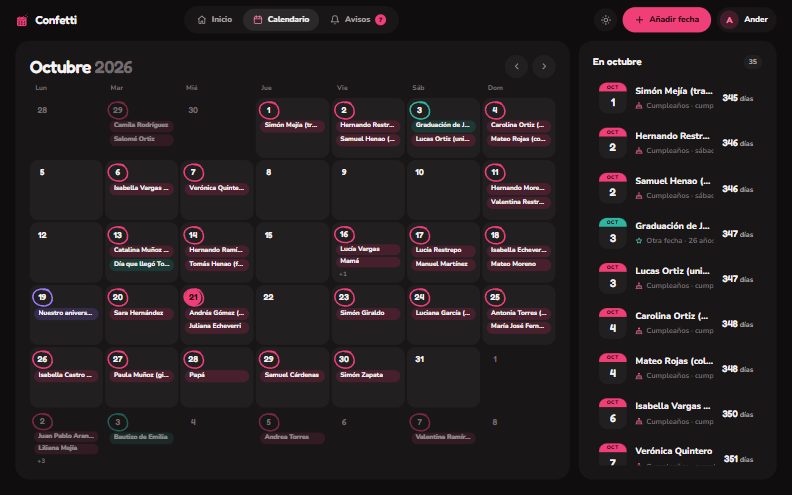 Confetti
Inicio Calendario Avisos 7
Añadir fecha A Ander
Octubre 2026
Lun Mar Mié Jue Vie Sáb Dom
28 29 30 1 2 3 4
Camila Rodríguez Simón Mejía (tr... Hernando Restr... Graduación de J... Carolina Ortiz (...
Salomé Ortiz Samuel Henao (... Lucas Ortiz (uni... Mateo Rojas (co...
5 6 7 8 9 10 11
Isabella Vargas ... Verónica Quinte... Hernando More...
Valentina Restr...
12 13 14 15 16 17 18
Catalina Muñoz ... Hernando Ramí... Lucía Vargas Lucía Restrepo Isabella Echever...
Día que llegó To... Tomás Henao (f... Mamá Manuel Martínez Mateo Moreno
+1
19 20 21 22 23 24 25
Nuestro anivers... Sara Hernández Andrés Gómez (... Simón Giraldo Luciana García (... Antonia Torres (...
Juliana Echeverri María José Fern...
26 27 28 29 30 31 1
Isabella Castro ... Paula Muñoz (gi... Papá Samuel Cárdenas Simón Zapata
2 3 4 5 6 7 8
Juan Pablo Aran... Bautizo de Emilia Andrea Torres Valentina Ramír...
Liliana Mejía
+3
En octubre 35
OCT 1 Simón Mejía (tra... 345 días
Cumpleaños · cump
OCT 2 Hernando Restr... 346 días
Cumpleaños · sábad
OCT 2 Samuel Henao (... 346 días
Cumpleaños · sábad
OCT 3 Graduación de J... 347 días
Otra fecha · 26 años
OCT 3 Lucas Ortiz (uni... 347 días
Cumpleaños · cump
OCT 4 Carolina Ortiz (... 348 días
Cumpleaños · cump
OCT 4 Mateo Rojas (col... 348 días
Cumpleaños · cump
OCT 6 Isabella Vargas ... 350 días
Cumpleaños · cump
OCT 7 Verónica Quintero 351 días
Cumpleaños · cump